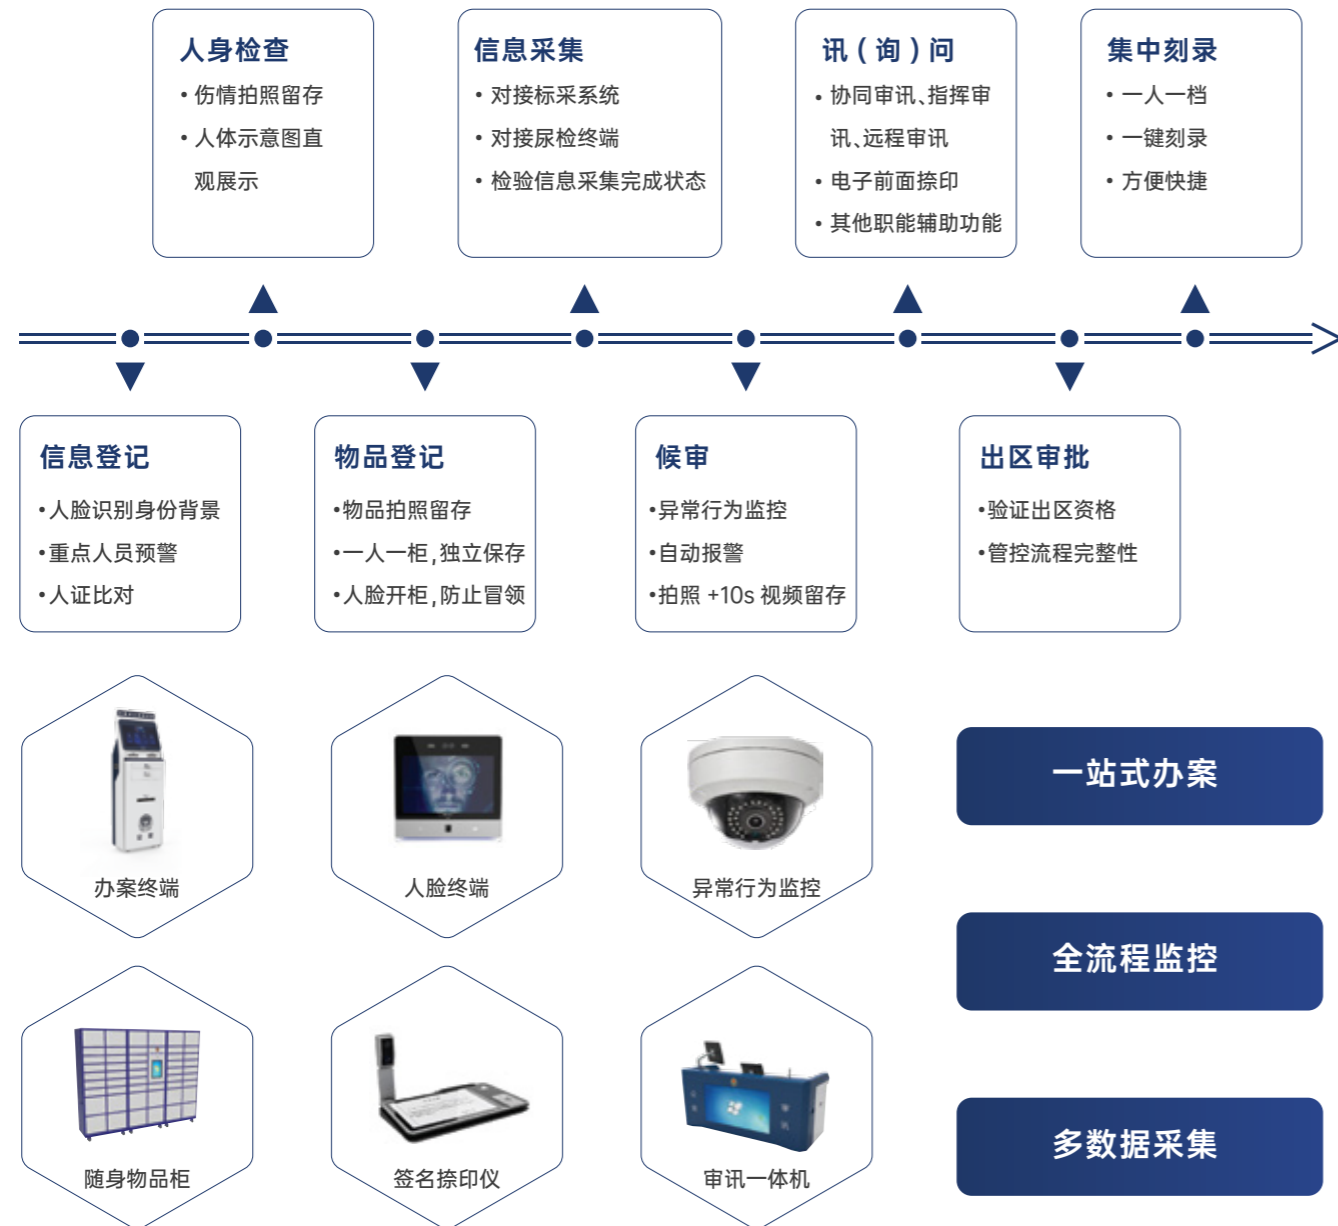 人身检查
• 伤情拍照留存
• 人体示意图直
观展示
信息采集
• 对接标采系统
• 对接尿检终端
• 检验信息采集完成状态
讯(询)问
• 协同审讯、指挥审
讯、远程审讯
• 电子前面捺印
• 其他职能辅助功能
集中刻录
• 一人一档
• 一键刻录
• 方便快捷
信息登记
•人脸识别身份背景
•重点人员预警
•人证比对
物品登记
•物品拍照留存
•一人一柜,独立保存
•人脸开柜,防止冒领
候审
•异常行为监控
•自动报警
•拍照 +10s 视频留存
出区审批
•验证出区资格
•管控流程完整性
办案终端
人脸终端
异常行为监控
一站式办案
全流程监控
随身物品柜
签名捺印仪
审讯一体机
多数据采集